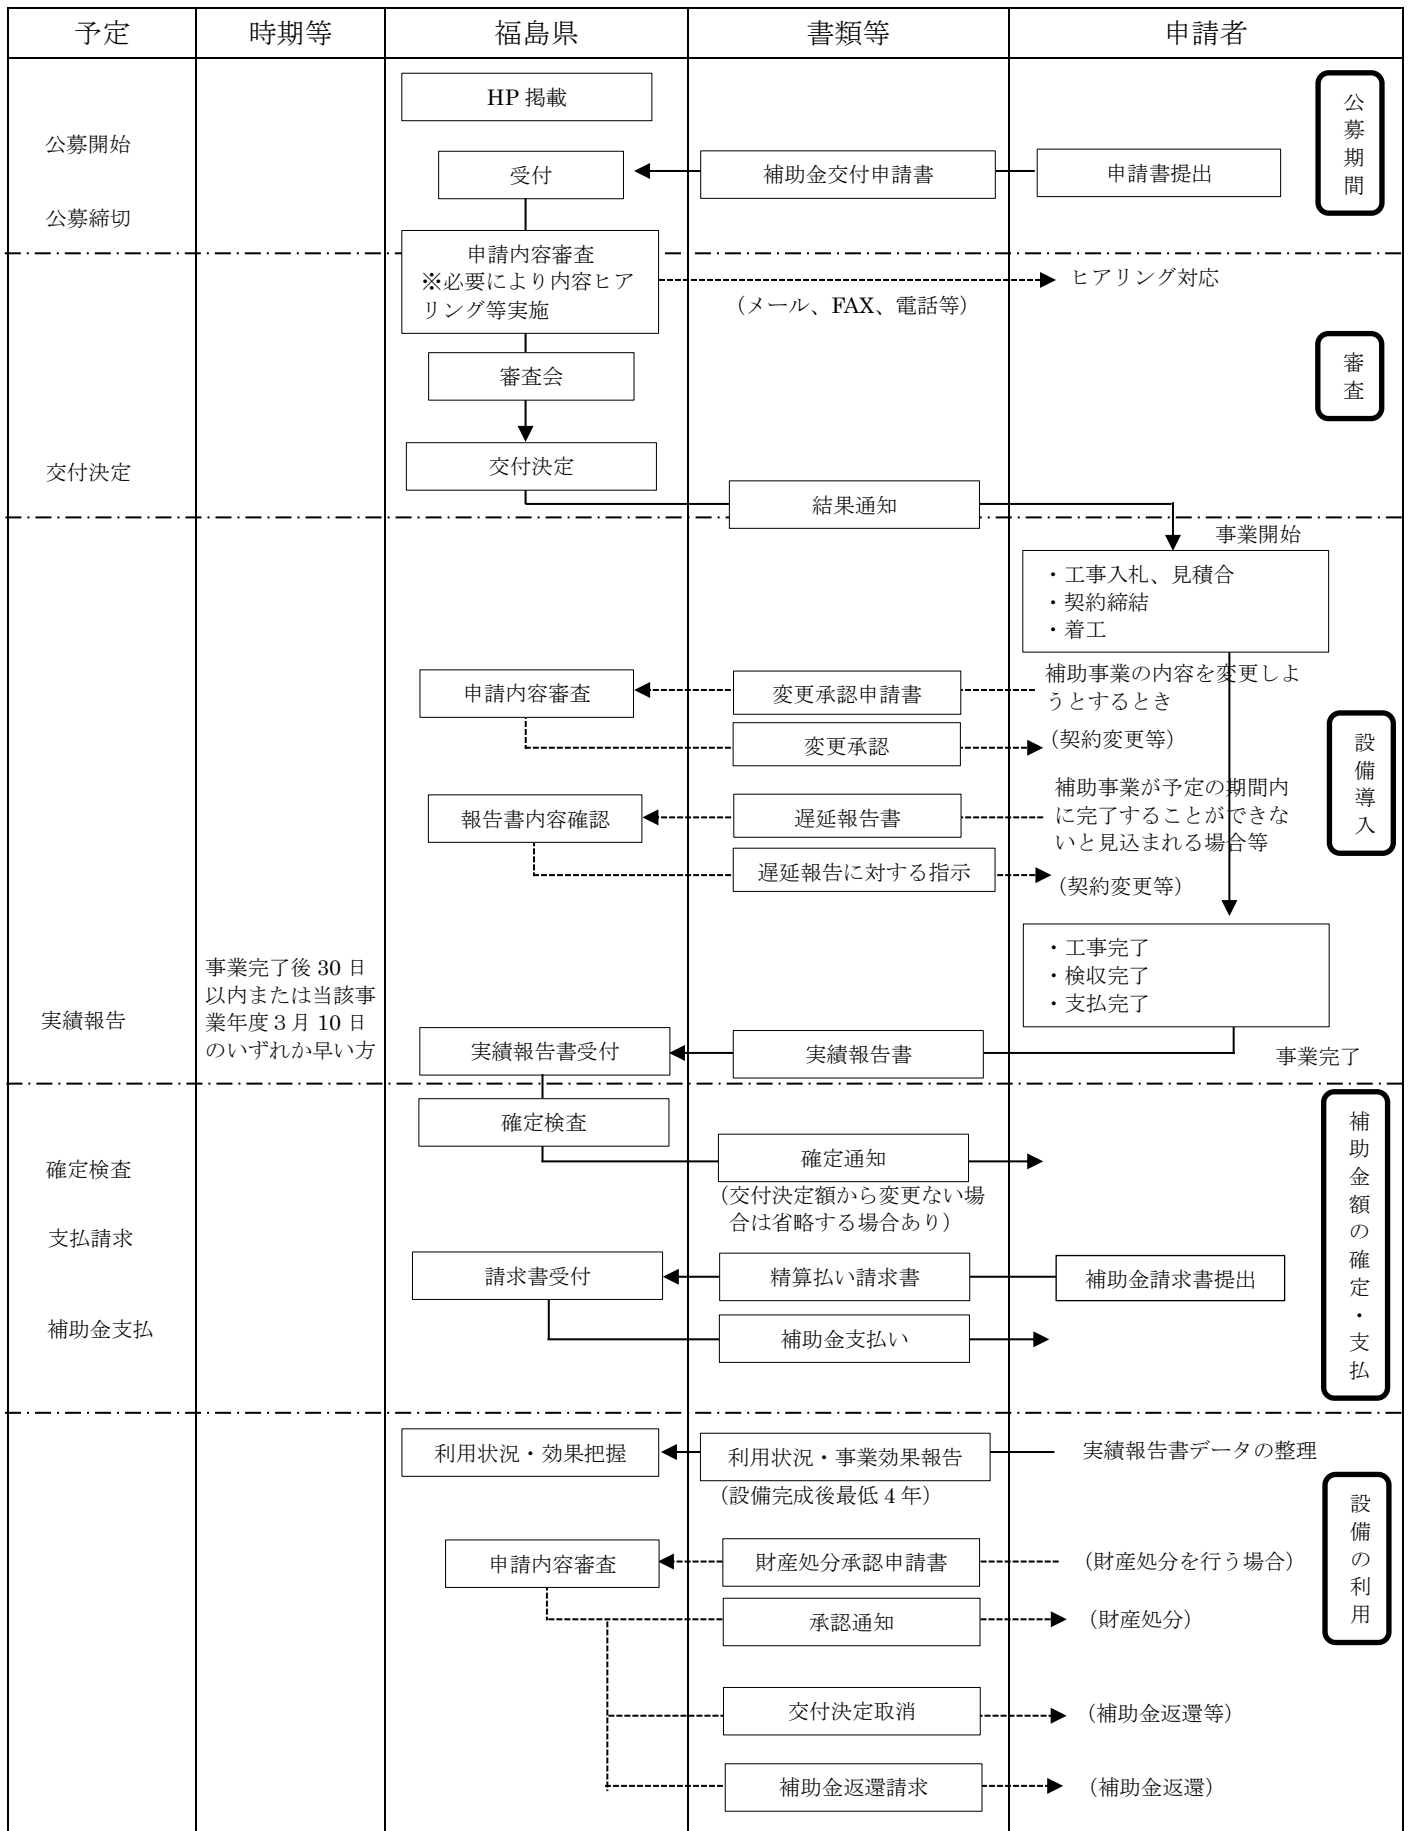 予定
時期等
福島県
書類等
申請者
HP 掲載
公募期間
公募開始
受付
補助金交付申請書
申請書提出
公募締切
申請内容審査
※必要により内容ヒア
リング等実施
ヒアリング対応
（メール、FAX、電話等）
審査
審査会
交付決定
交付決定
結果通知
事業開始
・工事入札、見積合
・契約締結
・着工
申請内容審査
変更承認申請書
補助事業の内容を変更しよ
うとするとき
変更承認
（契約変更等）
設備導入
報告書内容確認
遅延報告書
補助事業が予定の期間内
に完了することができな
いと見込まれる場合等
遅延報告に対する指示
（契約変更等）
・工事完了
・検収完了
・支払完了
実績報告
事業完了後 30 日
以内または当該事
業年度３月 10 日
のいずれか早い方
実績報告書受付
実績報告書
事業完了
確定検査
補助金額の確定・支払
確定検査
確定通知
（交付決定額から変更ない場
合は省略する場合あり）
支払請求
請求書受付
精算払い請求書
補助金請求書提出
補助金支払
補助金支払い
利用状況・効果把握
利用状況・事業効果報告
実績報告書データの整理
（設備完成後最低 4 年）
設備の利用
申請内容審査
財産処分承認申請書
（財産処分を行う場合）
承認通知
（財産処分）
交付決定取消
（補助金返還等）
補助金返還請求
（補助金返還）